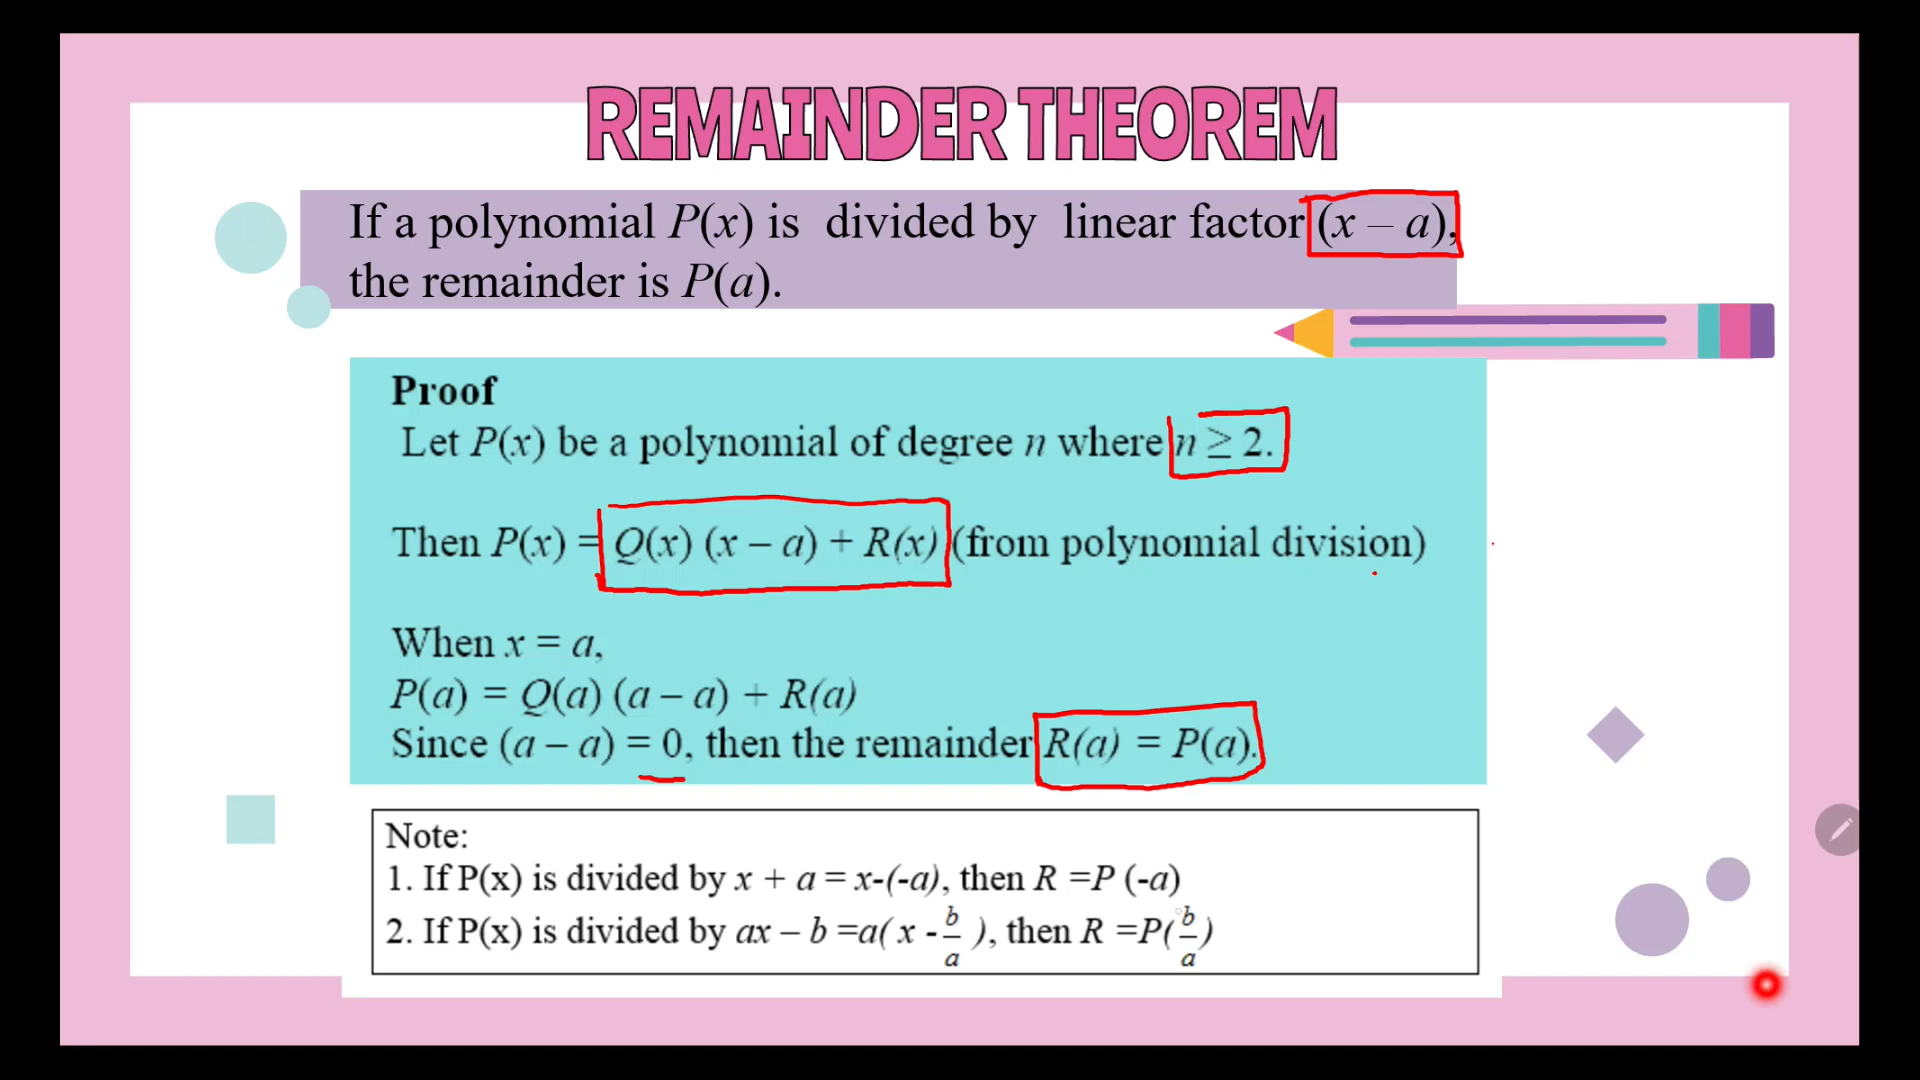 REMAINDER THEOREM
If a polynomial P(x) is divided by linear factor (x – a),
the remainder is P(a).
Proof
Let P(x) be a polynomial of degree n where n ≥ 2.
Then P(x) = Q(x) (x – a) + R(x) (from polynomial division)
When x = a,
P(a) = Q(a) (a – a) + R(a)
Since (a – a) = 0, then the remainder R(a) = P(a).
Note:
1. If P(x) is divided by x + a = x-(-a), then R =P (-a)
2. If P(x) is divided by ax – b =a( x - b/a ), then R =P( b/a )